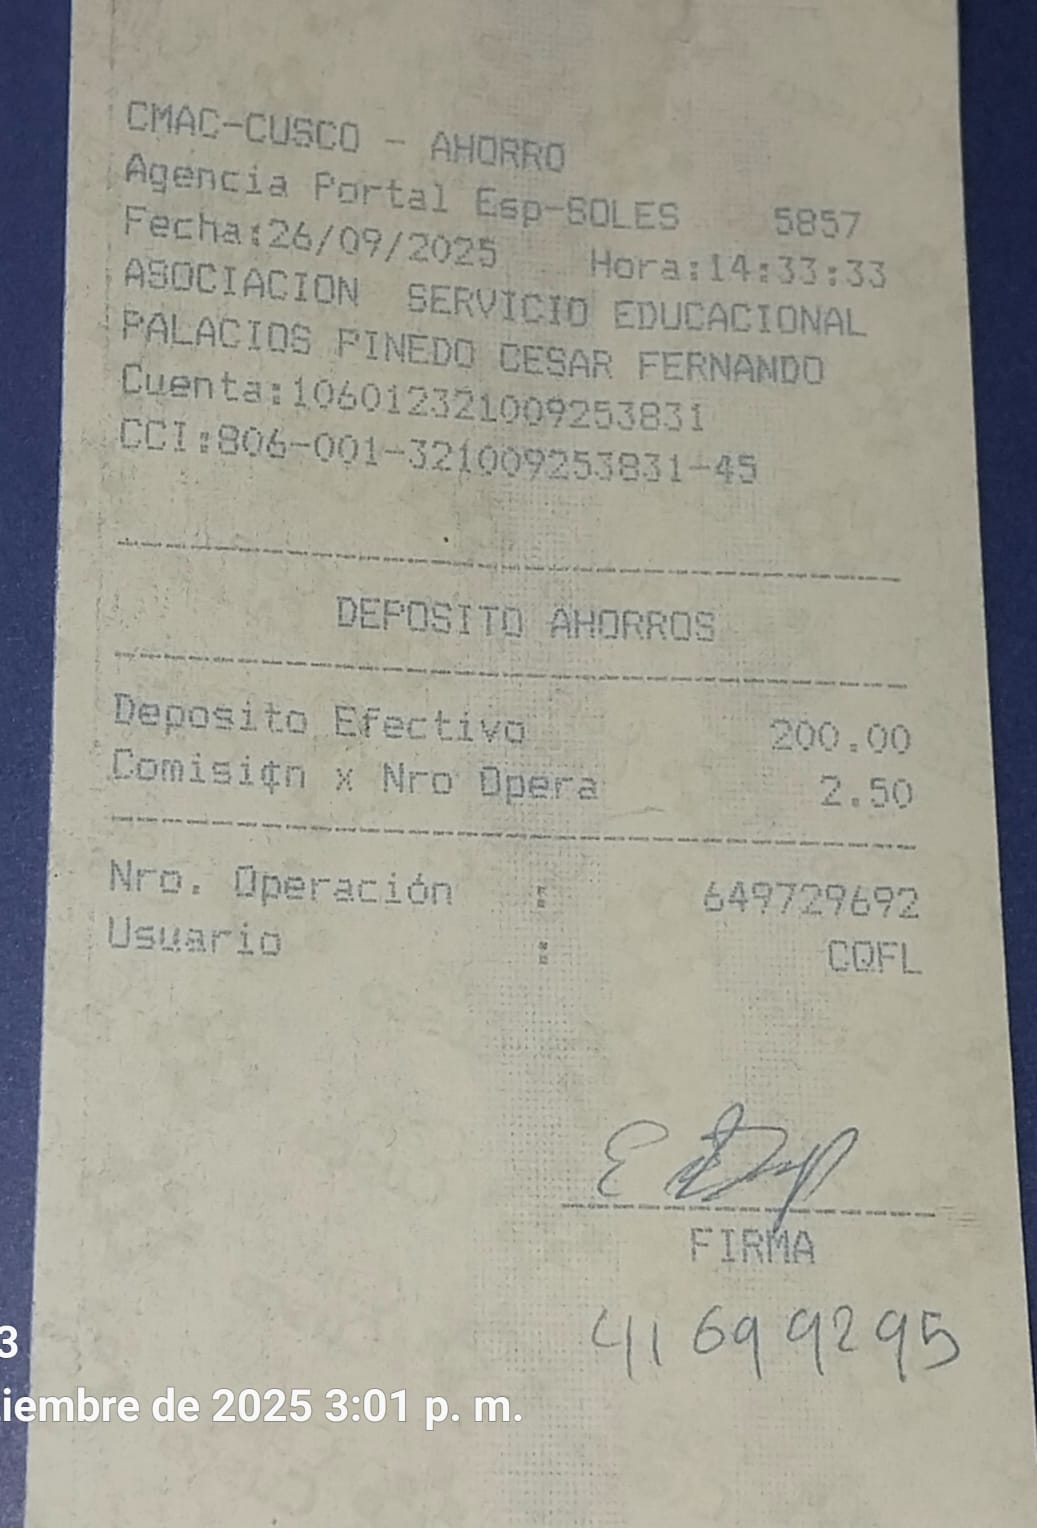 CMAC-CUSCO - AHORRO
Agencia Portal Esp-SOLES 5857
Fecha:26/09/2025 Hora:14:33:33
ASOCIACION SERVICIO EDUCACIONAL
PALACIOS PINEDO CESAR FERNANDO
Cuenta:106012321009253831
CCI:806-001-321009253831-45
DEPOSITO AHORROS
Deposito Efectivo 200.00
Comisi¢n x Nro Opera 2.50
Nro. Operación : 649729692
Usuario : CQFL
FIRMA
41699295
3
tiembre de 2025 3:01 p. m.